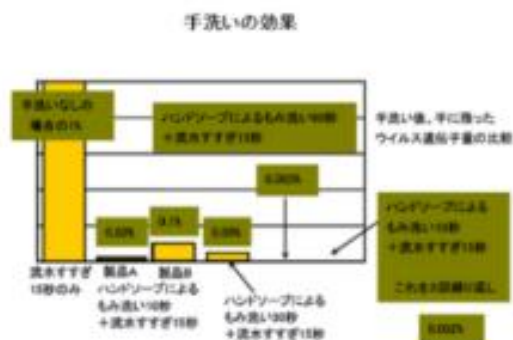 手洗いの効果
手洗いなしの
場合の1%
ハンドソープによるもみ洗い60秒
+流水すすぎ15秒
手洗い後、手に残った
ウイルス遺伝子量の比較
0.1%
ハンドソープによる
もみ洗い10秒
+流水すすぎ15秒
これを2回繰り返し
流水すすぎ
15秒のみ
製品A
製品B
ハンドソープによる
もみ洗い10秒
+流水すすぎ15秒
ハンドソープによる
もみ洗い30秒
+流水すすぎ15秒